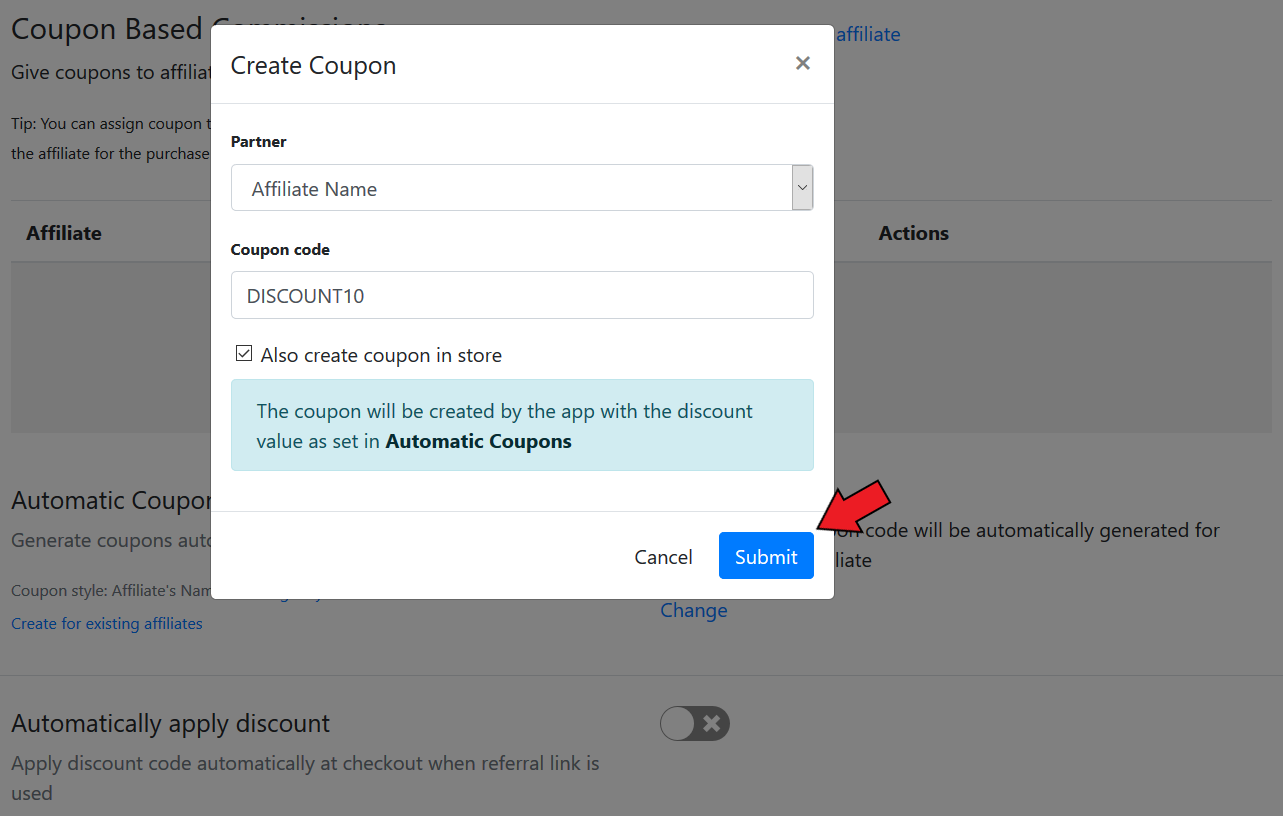 Coupon Based Commissions
affiliate
Give coupons to affilia
Tip: You can assign coupon t
the affiliate for the purchase
Affiliate
Actions
Create Coupon
Partner
Affiliate Name
Coupon code
DISCOUNT10
Also create coupon in store
The coupon will be created by the app with the discount
value as set in Automatic Coupons
Cancel
Submit
Automatic Coupon
Generate coupons auto
Coupon style: Affiliate's Nam
Create for existing affiliates
code will be automatically generated for
liate
Change
Automatically apply discount
Apply discount code automatically at checkout when referral link is
used